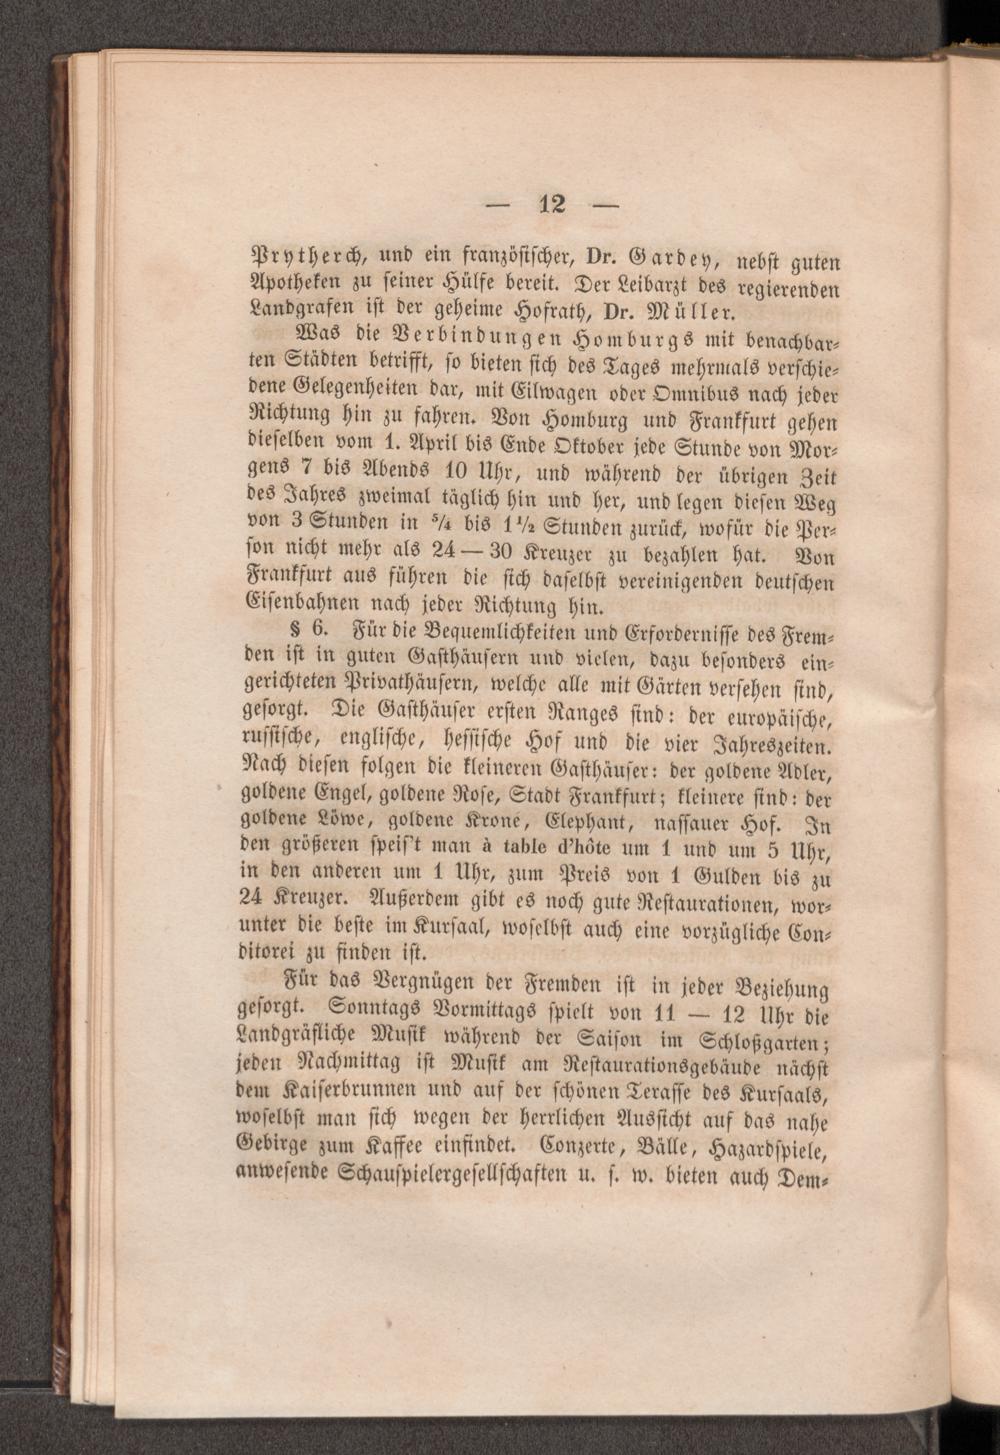 — 12 —
Prytherch, und ein französischer, Dr. Gardey, nebst guten
Apotheken zu seiner Hülfe bereit. Der Leibarzt des regierenden
Landgrafen ist der geheime Hofrath, Dr. Müller.
Was die Verbindungen Homburgs mit benachbar-
ten Städten betrifft, so bieten sich des Tages mehrmals verschie-
dene Gelegenheiten dar, mit Eilwagen oder Omnibus nach jeder
Richtung hin zu fahren. Von Homburg und Frankfurt gehen
dieselben vom 1. April bis Ende Oktober jede Stunde von Mor-
gens 7 bis Abends 10 Uhr, und während der übrigen Zeit
des Jahres zweimal täglich hin und her, und legen diesen Weg
von 3 Stunden in 5/4 bis 1 1/2 Stunden zurück, wofür die Per-
son nicht mehr als 24 — 30 Kreuzer zu bezahlen hat. Von
Frankfurt aus führen die sich daselbst vereinigenden deutschen
Eisenbahnen nach jeder Richtung hin.
§ 6. Für die Bequemlichkeiten und Erfordernisse des Frem-
den ist in guten Gasthäusern und vielen, dazu besonders ein-
gerichteten Privathäusern, welche alle mit Gärten versehen sind,
gesorgt. Die Gasthäuser ersten Ranges sind: der europäische,
russische, englische, hessische Hof und die vier Jahreszeiten.
Nach diesen folgen die kleineren Gasthäuser: der goldene Adler,
goldene Engel, goldene Rose, Stadt Frankfurt; kleinere sind: der
goldene Löwe, goldene Krone, Elephant, nassauer Hof. In
den größeren speis't man à table d'hôte um 1 und um 5 Uhr,
in den anderen um 1 Uhr, zum Preis von 1 Gulden bis zu
24 Kreuzer. Außerdem gibt es noch gute Restaurationen, wor-
unter die beste im Kursaal, woselbst auch eine vorzügliche Con-
ditorei zu finden ist.
Für das Vergnügen der Fremden ist in jeder Beziehung
gesorgt. Sonntags Vormittags spielt von 11 — 12 Uhr die
Landgräfliche Musik während der Saison im Schloßgarten;
jeden Nachmittag ist Musik am Restaurationsgebäude nächst
dem Kaiserbrunnen und auf der schönen Terasse des Kursaals,
woselbst man sich wegen der herrlichen Aussicht auf das nahe
Gebirge zum Kaffee einfindet. Conzerte, Bälle, Hazardspiele,
anwesende Schauspielergesellschaften u. s. w. bieten auch Dem-